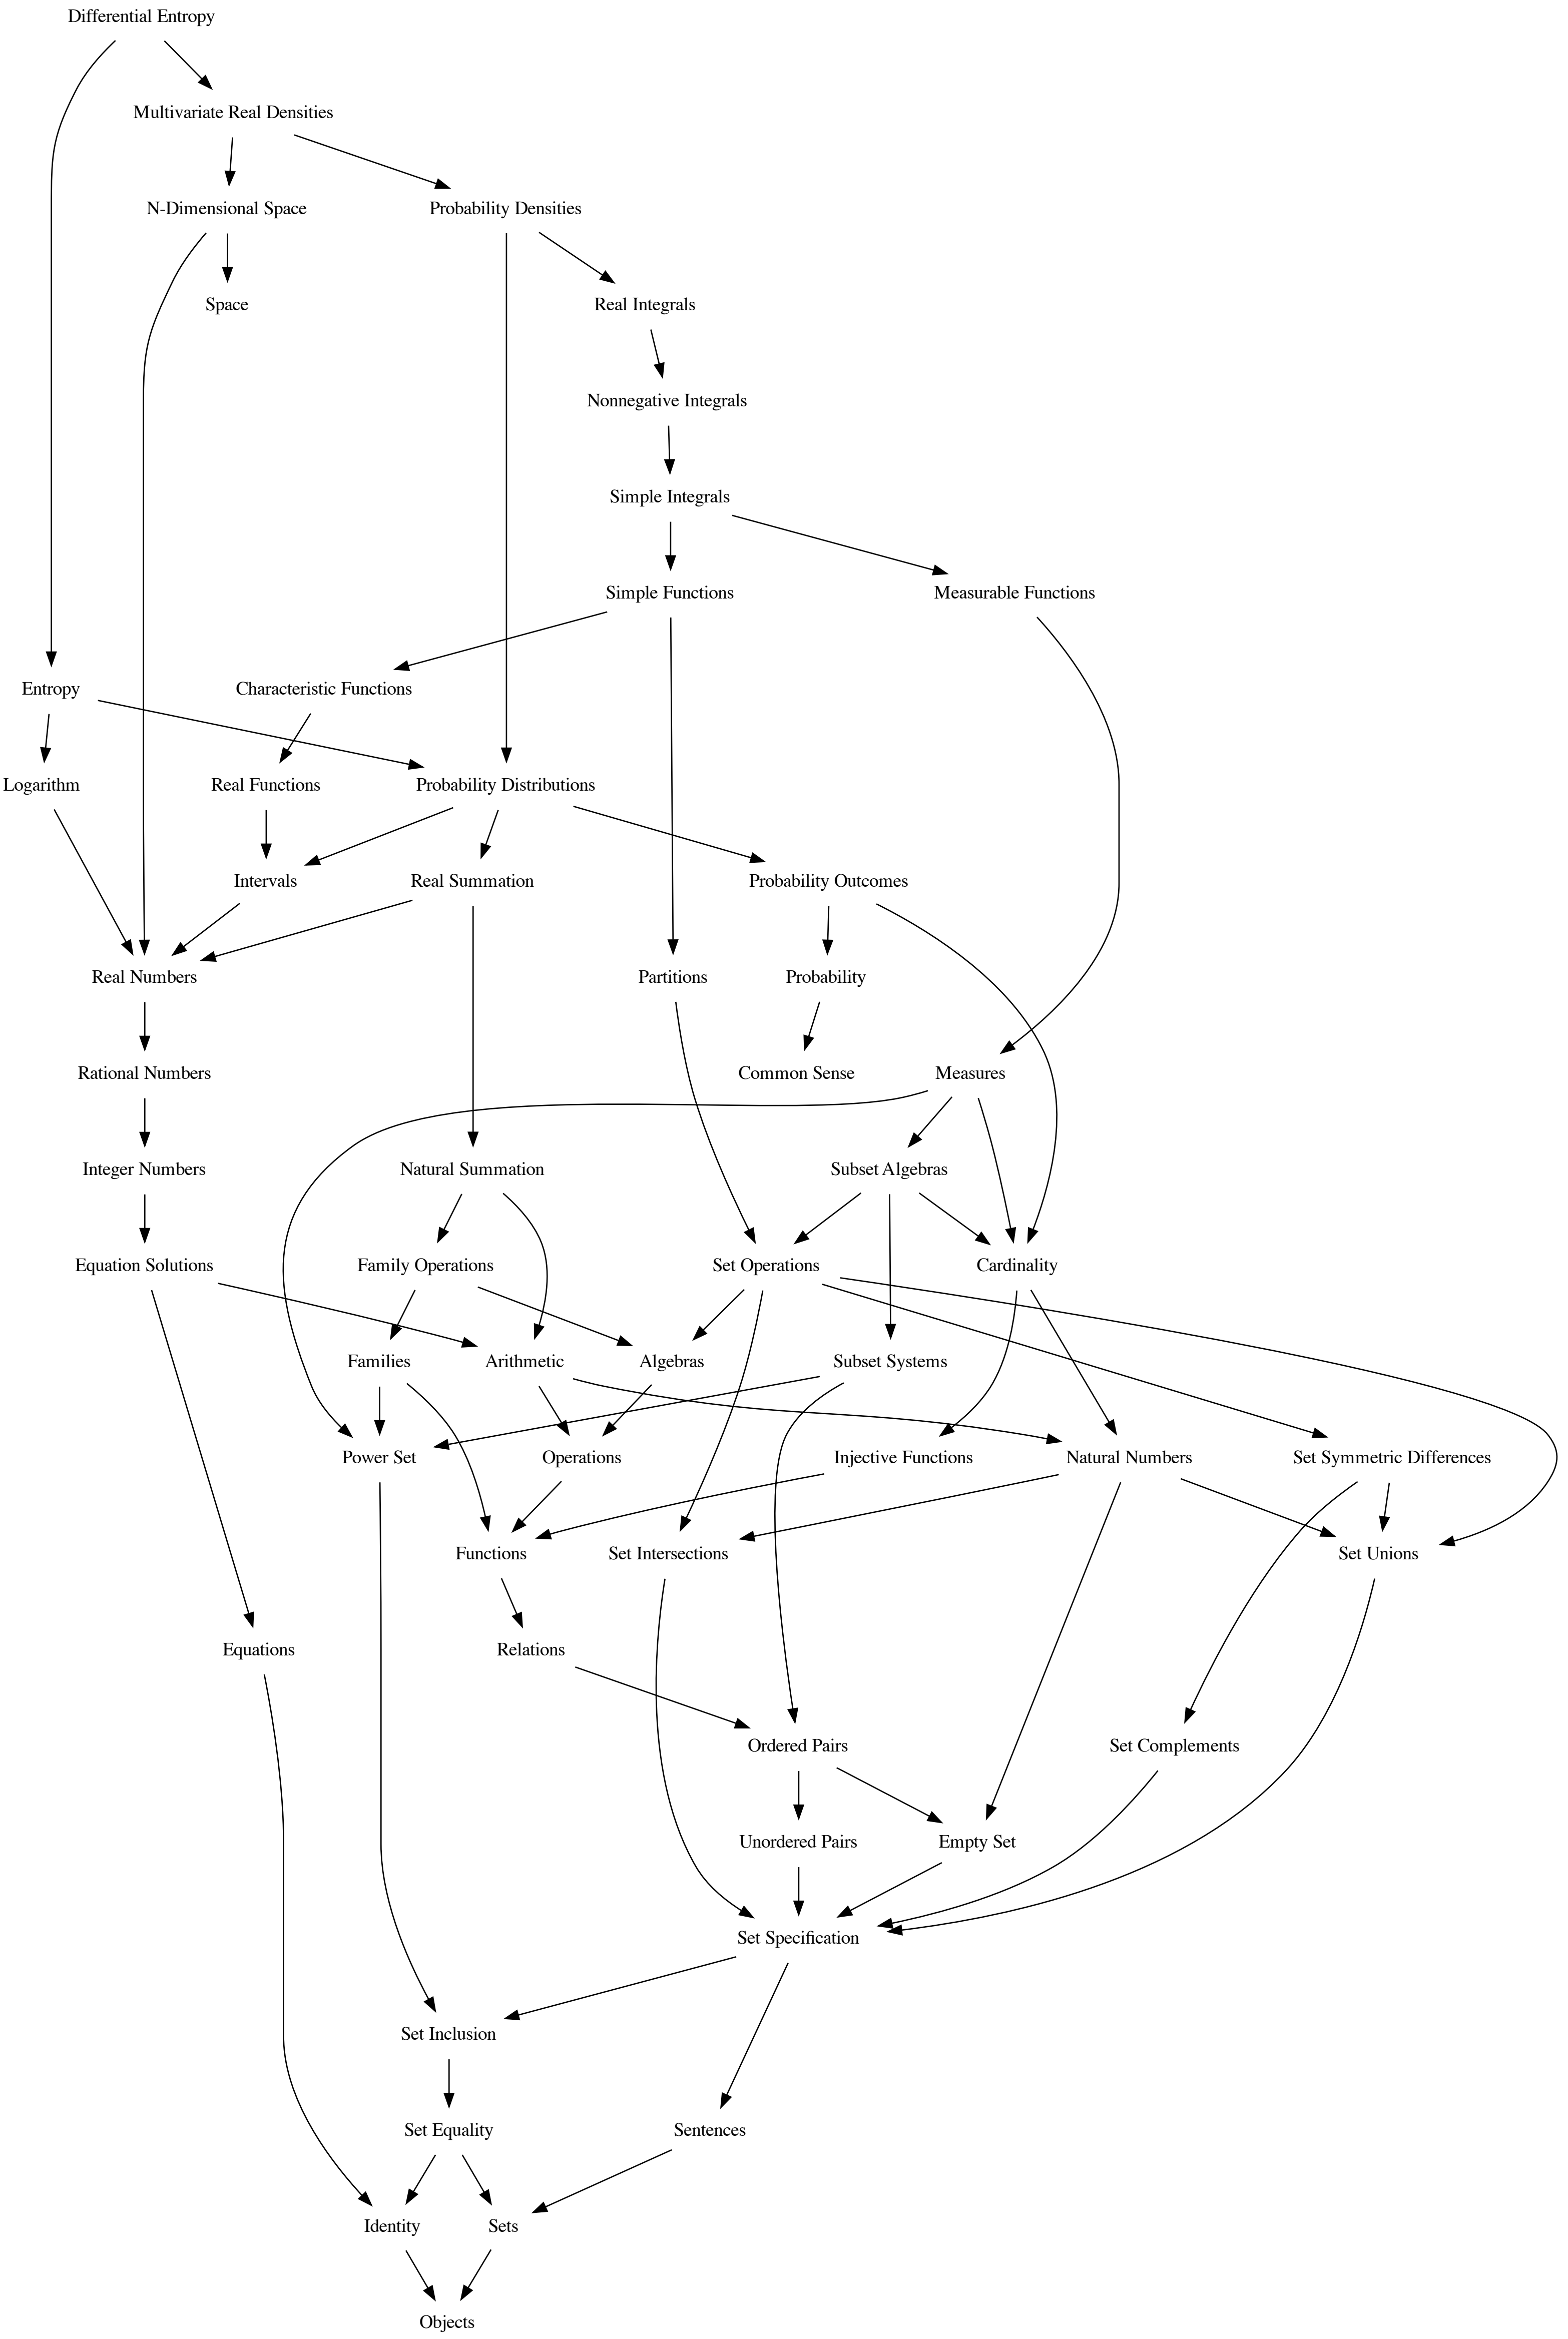 Differential Entropy
Multivariate Real Densities
N-Dimensional Space
Probability Densities
Space
Real Integrals
Nonnegative Integrals
Simple Integrals
Simple Functions
Measurable Functions
Entropy
Characteristic Functions
Logarithm
Real Functions
Probability Distributions
Intervals
Real Summation
Probability Outcomes
Real Numbers
Partitions
Probability
Rational Numbers
Common Sense
Measures
Integer Numbers
Natural Summation
Subset Algebras
Equation Solutions
Family Operations
Set Operations
Cardinality
Families
Arithmetic
Algebras
Subset Systems
Power Set
Operations
Injective Functions
Natural Numbers
Set Symmetric Differences
Functions
Set Intersections
Set Unions
Equations
Relations
Ordered Pairs
Set Complements
Unordered Pairs
Empty Set
Set Specification
Set Inclusion
Set Equality
Sentences
Identity
Sets
Objects